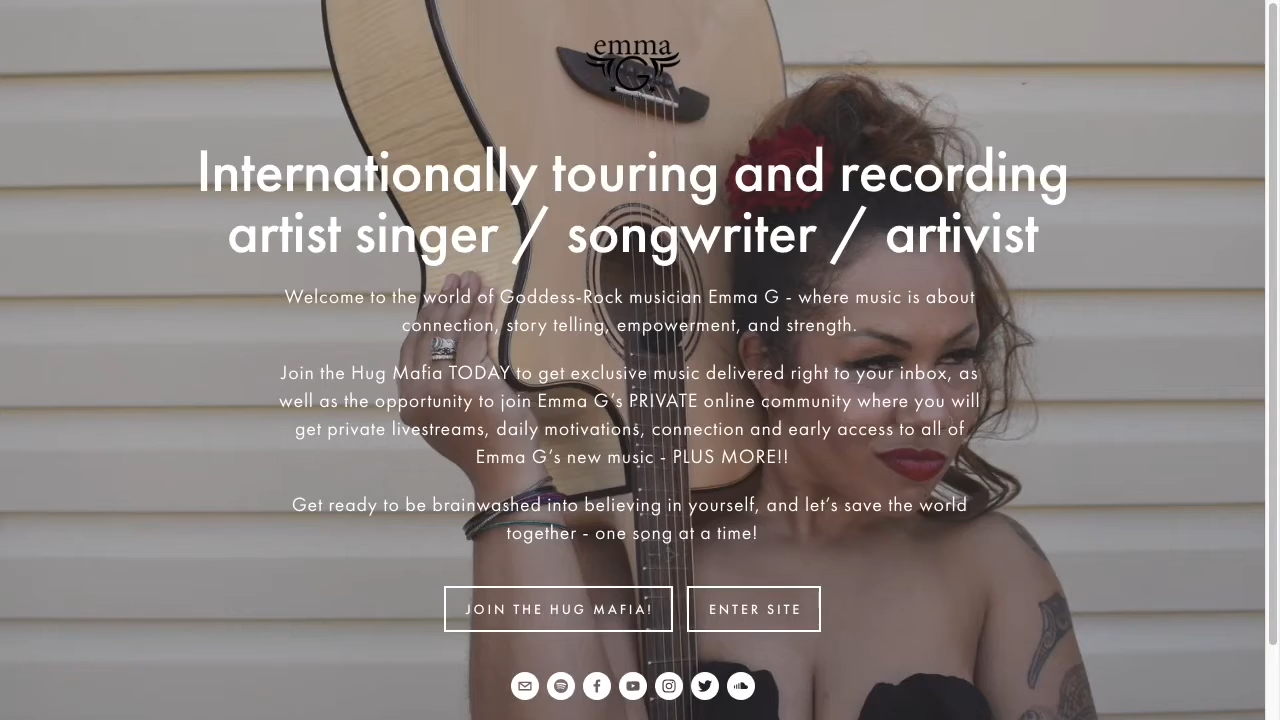 emma
G
Internationally touring and recording
artist singer / songwriter / artivist
Welcome to the world of Goddess-Rock musician Emma G - where music is about
connection, story telling, empowerment, and strength.
Join the Hug Mafia TODAY to get exclusive music delivered right to your inbox, as
well as the opportunity to join Emma G’s PRIVATE online community where you will
get private livestreams, daily motivations, connection and early access to all of
Emma G’s new music - PLUS MORE!!
Get ready to be brainwashed into believing in yourself, and let’s save the world
together - one song at a time!
JOIN THE HUG MAFIA! ENTER SITE